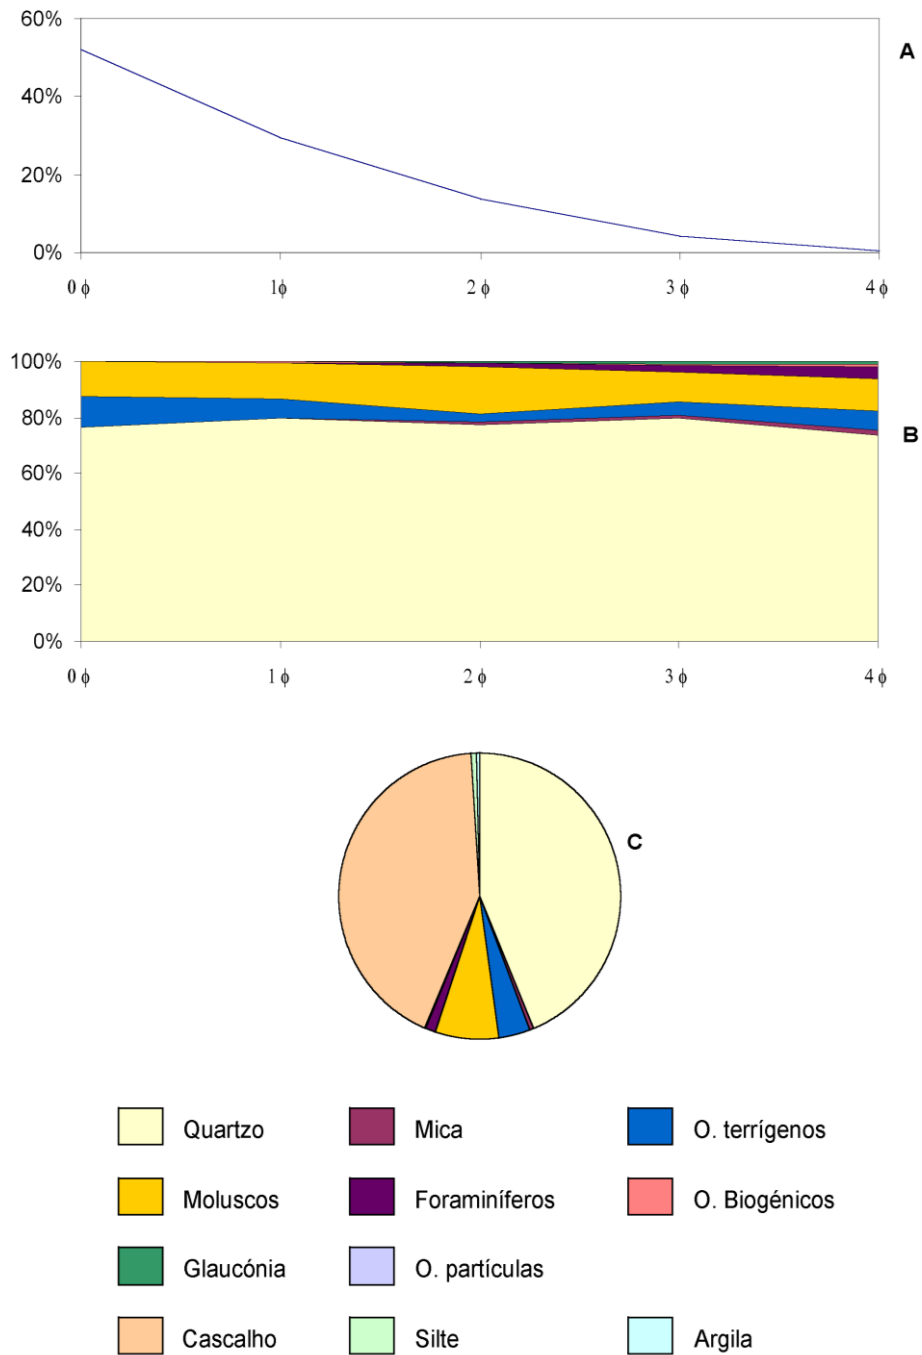 60%
A
40%
20%
0%
0 ϕ 1ϕ 2 ϕ 3 ϕ 4 ϕ
100%
80%
B
60%
40%
20%
0%
0 ϕ 1 ϕ 2 ϕ 3 ϕ 4 ϕ
C
Quartzo Mica O. terrígenos
Moluscos Foraminíferos O. Biogénicos
Glaucónia O. partículas
Cascalho Silte Argila